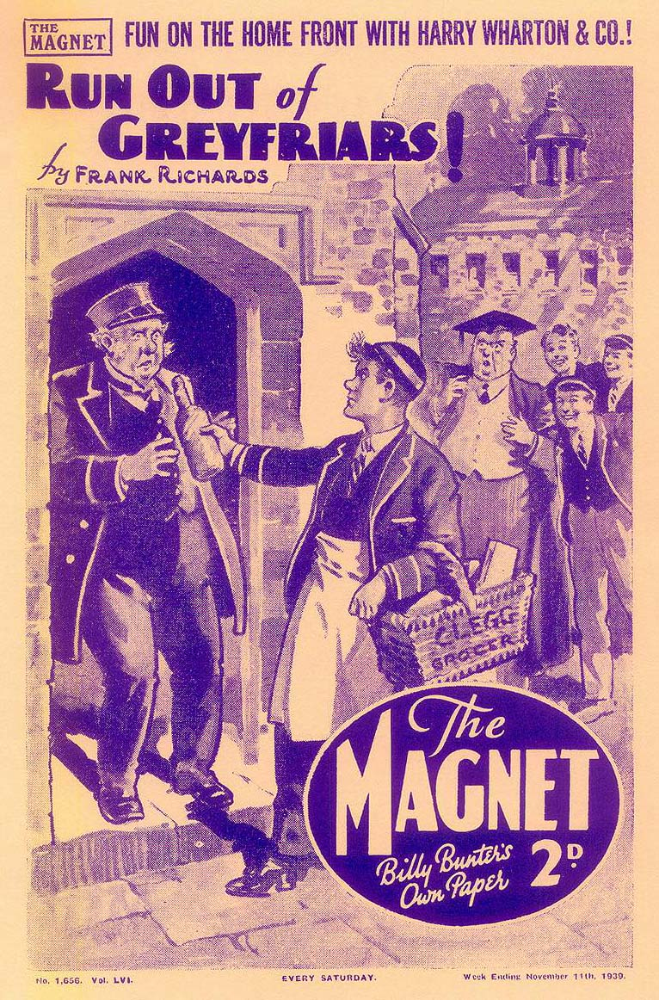 THE
MAGNET
FUN ON THE HOME FRONT WITH HARRY WHARTON & CO.!
RUN OUT of
GREYFRIARS!
by FRANK RICHARDS
CLEGG
GROCER
The
MAGNET
Billy Bunter's
Own Paper
2D.
No. 1,656. Vol. LVI.
EVERY SATURDAY.
Week Ending November 11th, 1939.